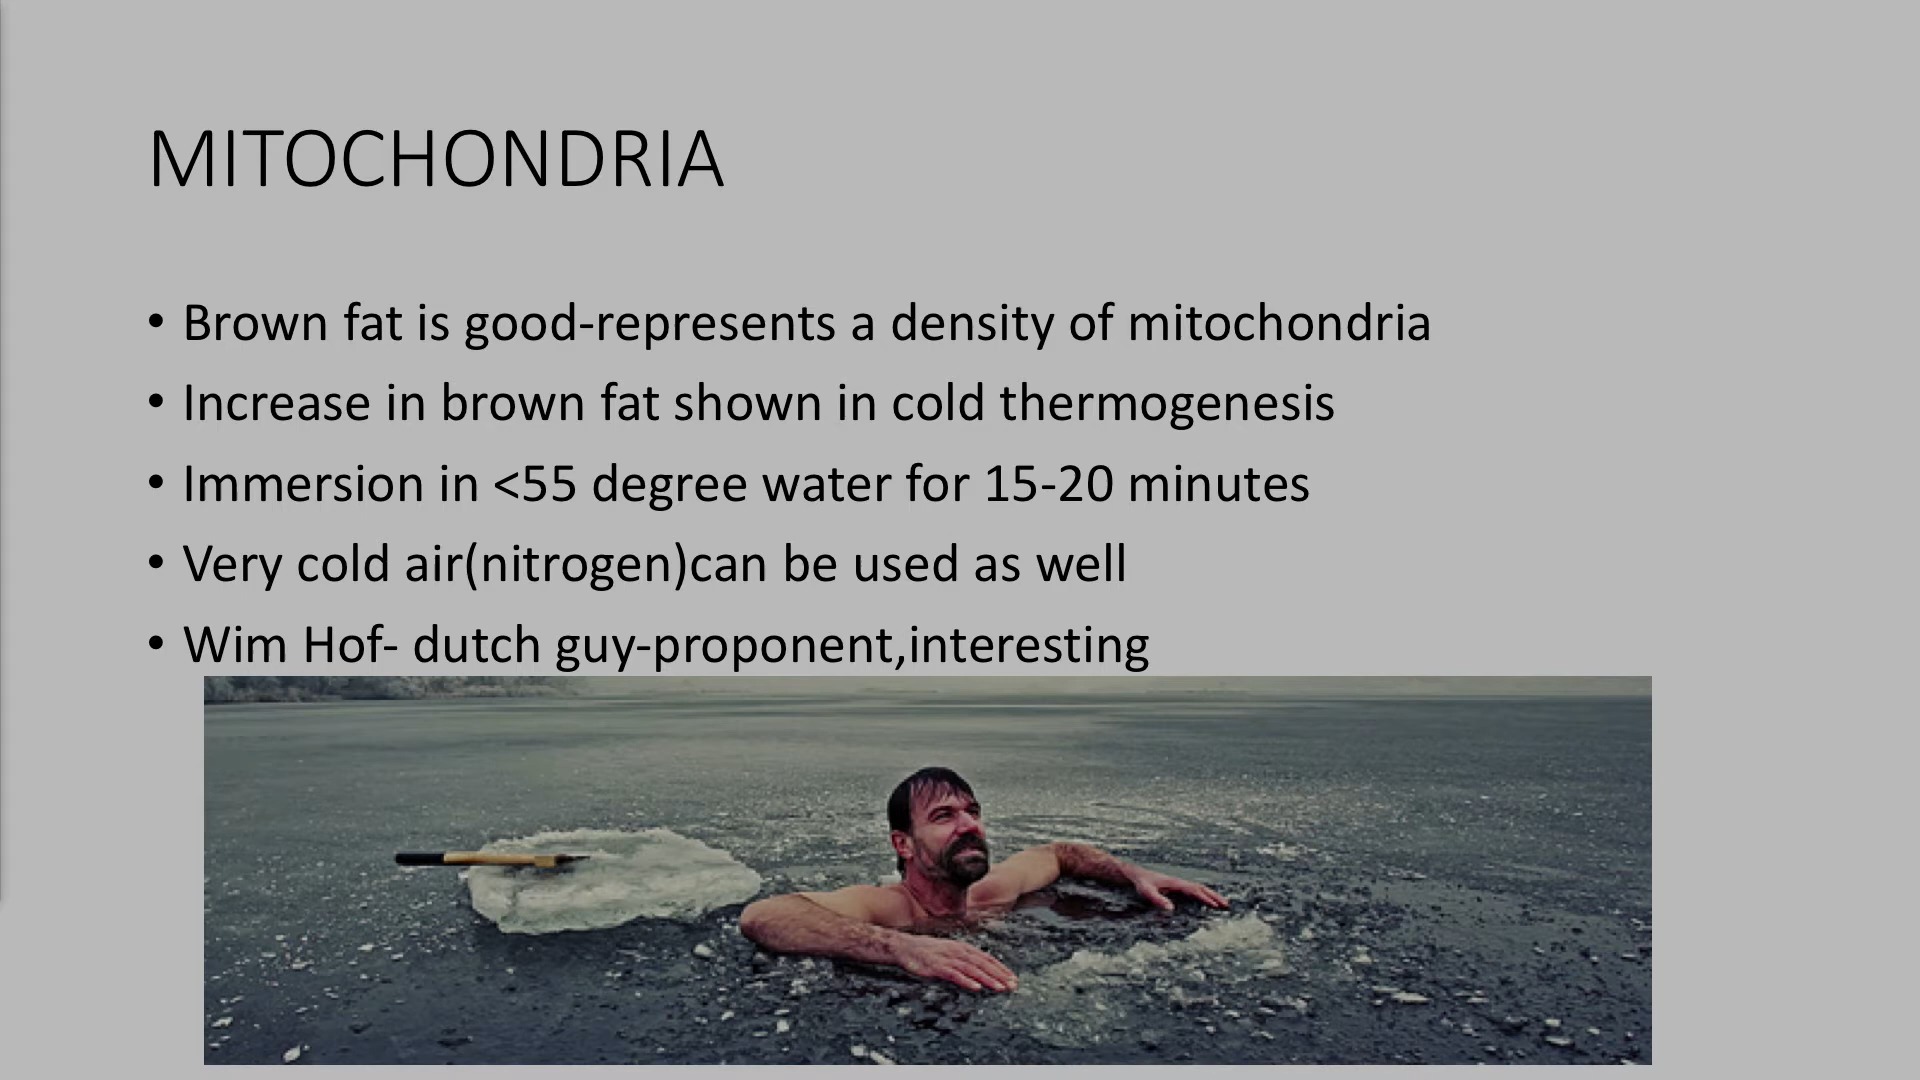 MITOCHONDRIA
• Brown fat is good-represents a density of mitochondria
• Increase in brown fat shown in cold thermogenesis
• Immersion in <55 degree water for 15-20 minutes
• Very cold air(nitrogen)can be used as well
• Wim Hof- dutch guy-proponent,interesting